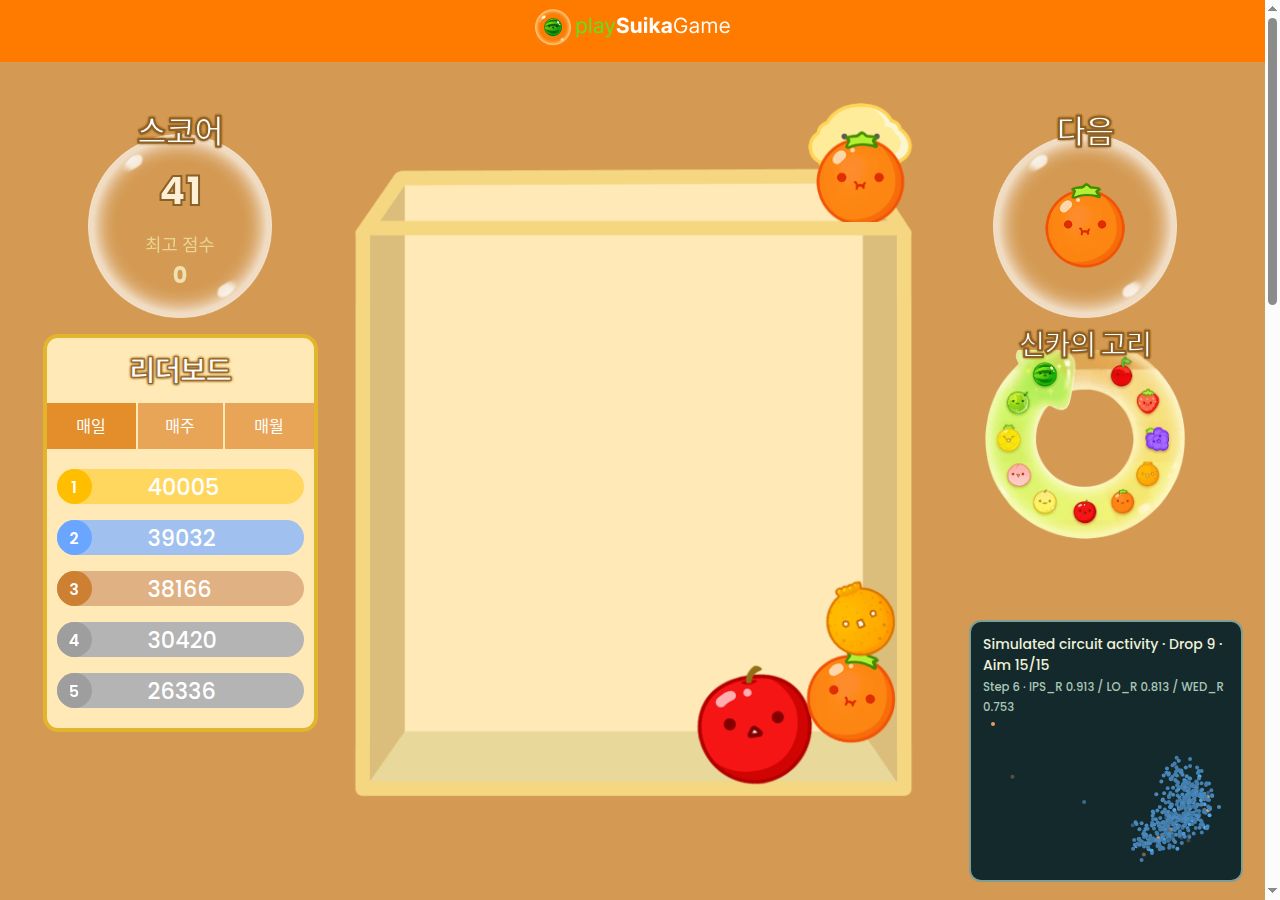 playSuikaGame
스코어
41
최고 점수
0
다음
신카의 고리
리더보드
매일 매주 매월
1 40005
2 39032
3 38166
4 30420
5 26336
Simulated circuit activity · Drop 9 ·
Aim 15/15
Step 6 · IPS_R 0.913 / LO_R 0.813 / WED_R
0.753